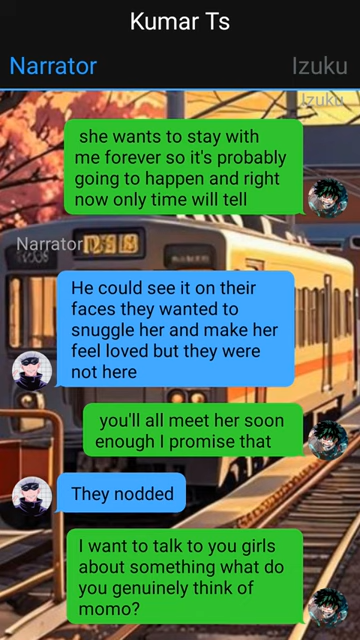 Kumar Ts
Narrator
Izuku
Izuku
she wants to stay with
me forever so it's probably
going to happen and right
now only time will tell
Narrator
He could see it on their
faces they wanted to
snuggle her and make her
feel loved but they were
not here
you'll all meet her soon
enough I promise that
They nodded
I want to talk to you girls
about something what do
you genuinely think of
momo?